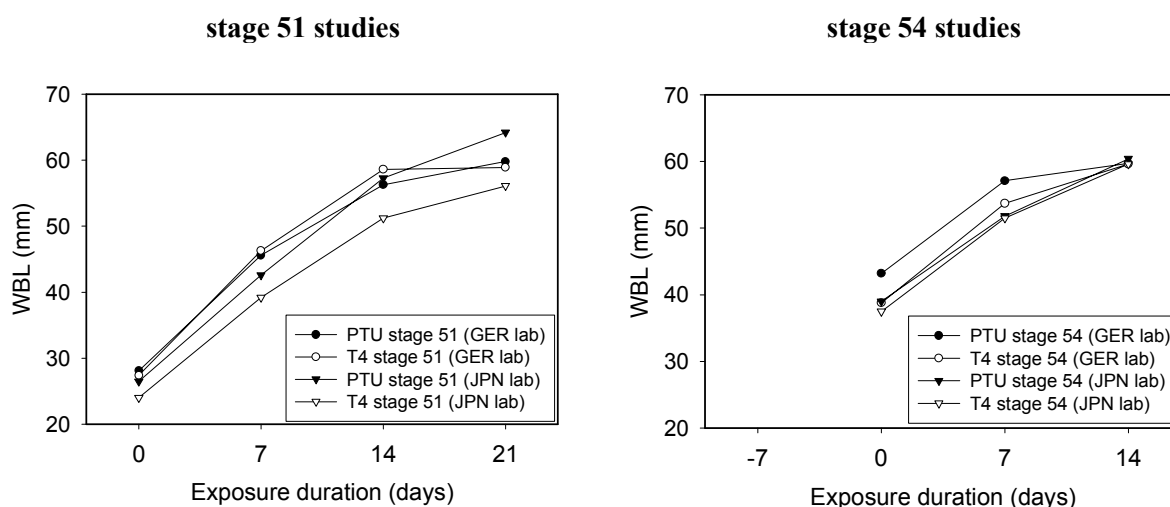 stage 51 studies
70
60
50
40
30
20
WBL (mm)
PTU stage 51 (GER lab)
T4 stage 51 (GER lab)
PTU stage 51 (JPN lab)
T4 stage 51 (JPN lab)
0 7 14 21
Exposure duration (days)
stage 54 studies
70
60
50
40
30
20
WBL (mm)
PTU stage 54 (GER lab)
T4 stage 54 (GER lab)
PTU stage 54 (JPN lab)
T4 stage 54 (JPN lab)
-7 0 7 14
Exposure duration (days)